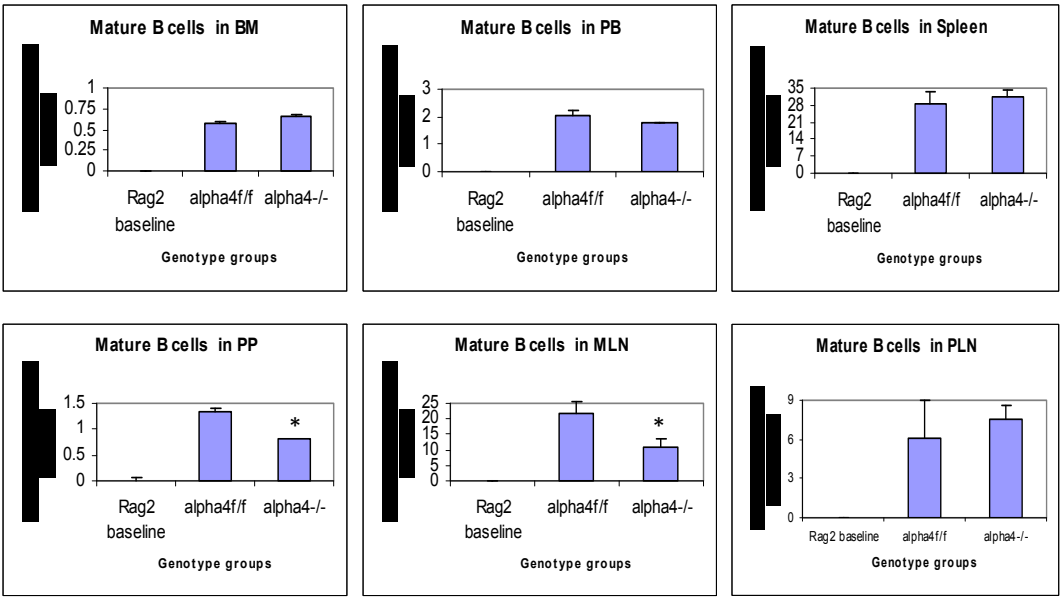 Mature B cells in BM
1
0.75
0.5
0.25
0
Rag2 baseline
alpha4f/f
alpha4-/-
Genotype groups
Mature B cells in PB
3
2
1
0
Rag2 baseline
alpha4f/f
alpha4-/-
Genotype groups
Mature B cells in Spleen
35
28
21
14
7
0
Rag2 baseline
alpha4f/f
alpha4-/-
Genotype groups
Mature B cells in PP
1.5
1
0.5
0
*
Rag2 baseline
alpha4f/f
alpha4-/-
Genotype groups
Mature B cells in MLN
25
20
15
10
5
0
*
Rag2 baseline
alpha4f/f
alpha4-/-
Genotype groups
Mature B cells in PLN
9
6
3
0
Rag2 baseline
alpha4f/f
alpha4-/-
Genotype groups